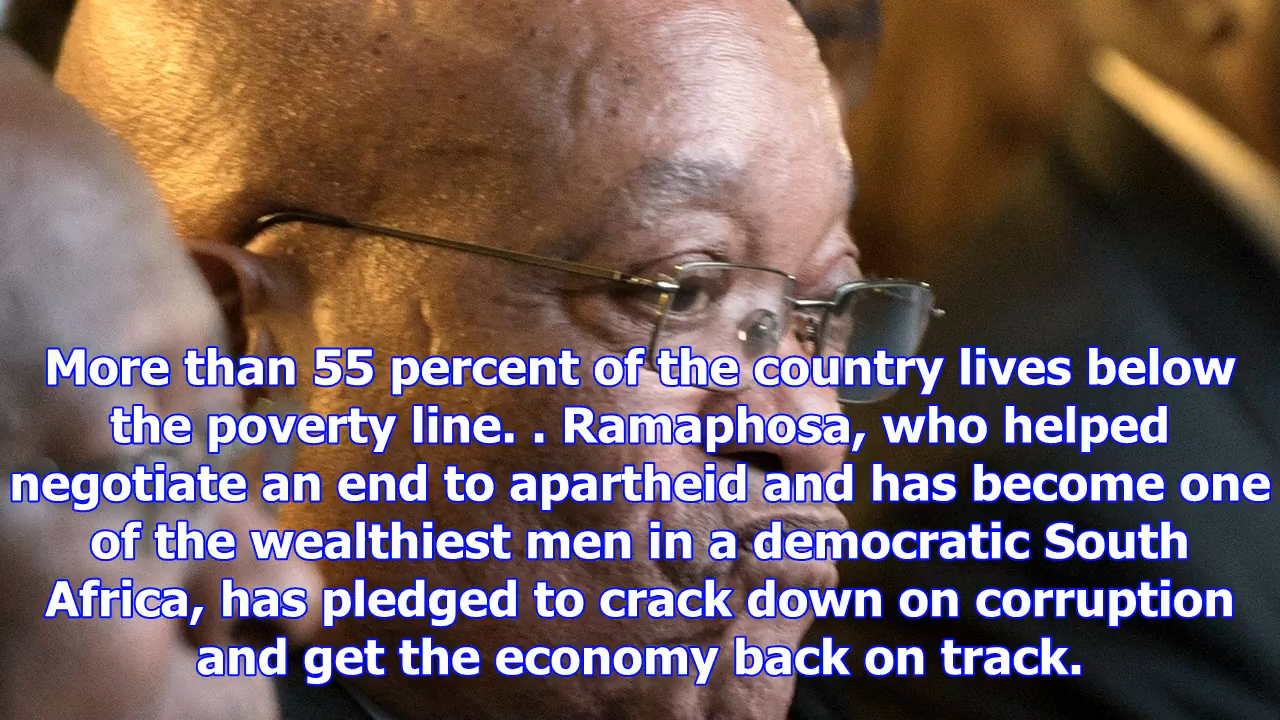 More than 55 percent of the country lives below
the poverty line. . Ramaphosa, who helped
negotiate an end to apartheid and has become one
of the wealthiest men in a democratic South
Africa, has pledged to crack down on corruption
and get the economy back on track.